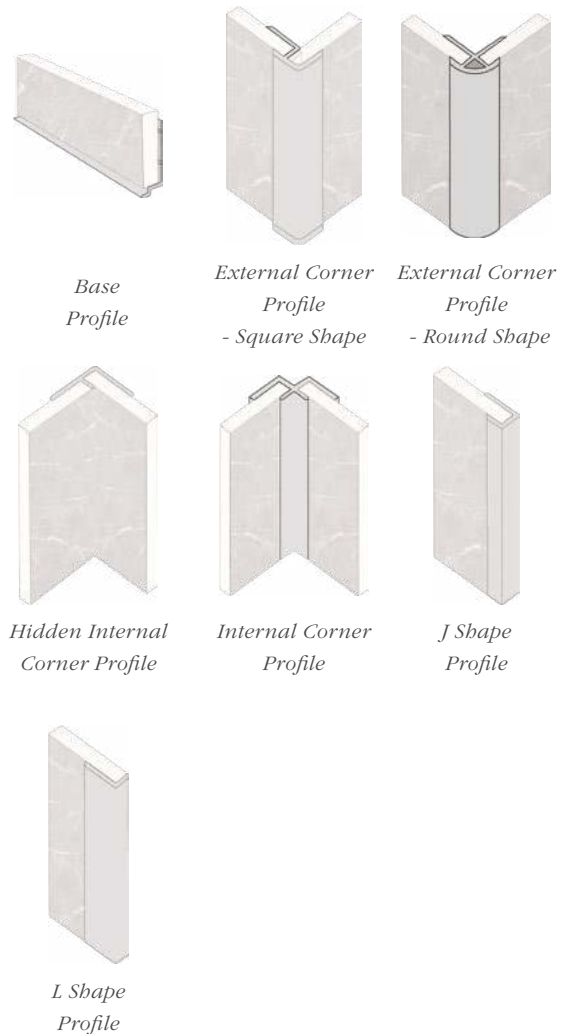 Base
Profile
External Corner
Profile
- Square Shape
External Corner
Profile
- Round Shape
Hidden Internal
Corner Profile
Internal Corner
Profile
J Shape
Profile
L Shape
Profile